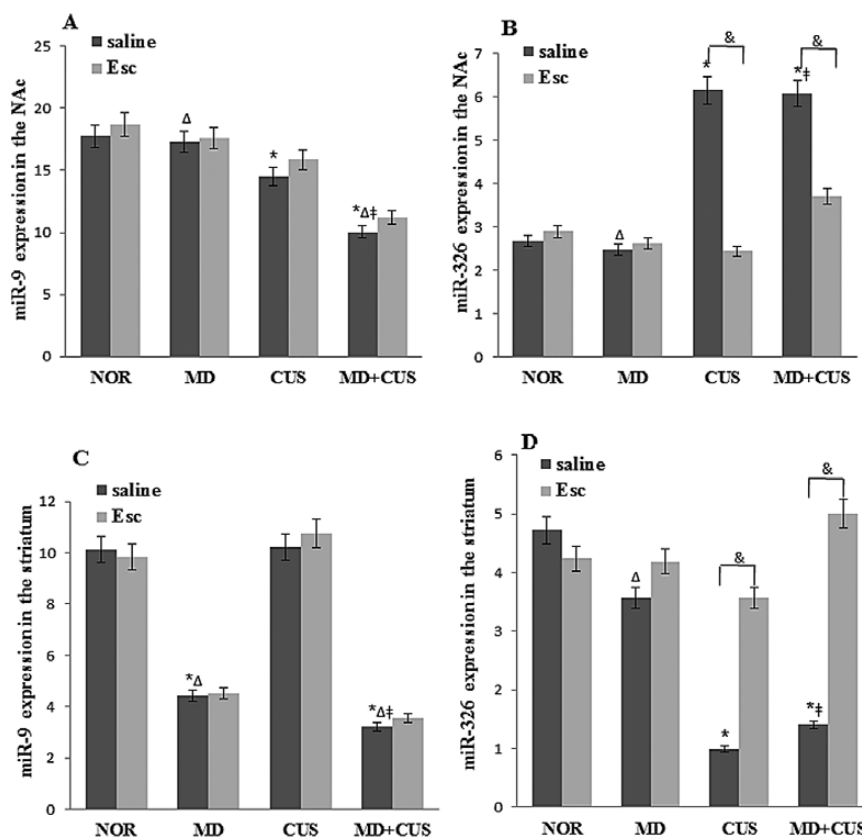 A
saline
Esc
miR-9 expression in the NAc
25
20
15
10
5
0
Δ
*
*Δ‡
NOR MD CUS MD+CUS
B
saline
Esc
miR-326 expression in the NAc
7
6
5
4
3
2
1
0
Δ
*
&
*‡
&
NOR MD CUS MD+CUS
C
saline
Esc
miR-9 expression in the striatum
12
10
8
6
4
2
0
*Δ
*Δ‡
NOR MD CUS MD+CUS
D
saline
Esc
miR-326 expression in the striatum
6
5
4
3
2
1
0
Δ
*
&
*‡
&
NOR MD CUS MD+CUS